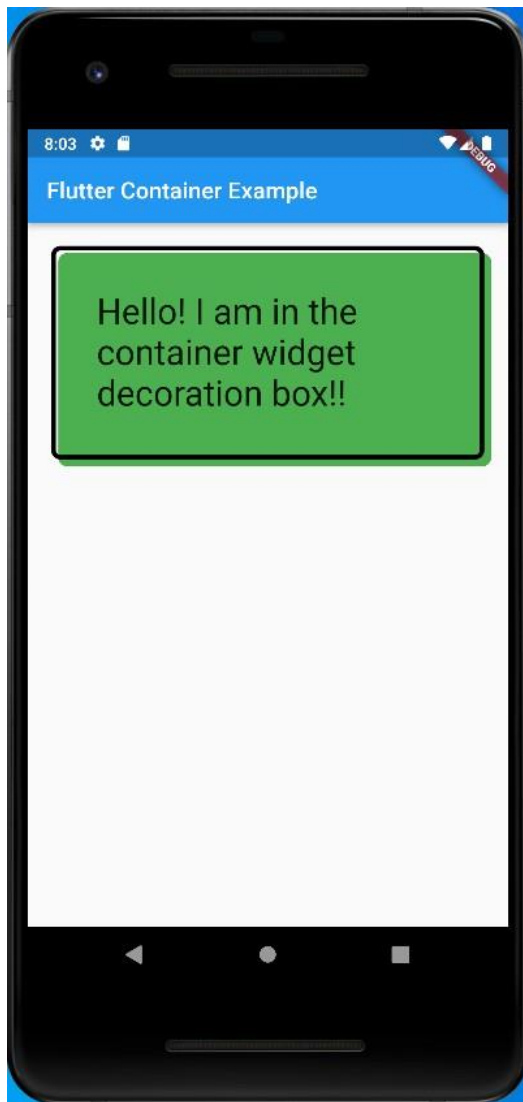 8:03
DEBUG
Flutter Container Example
Hello! I am in the
container widget
decoration box!!